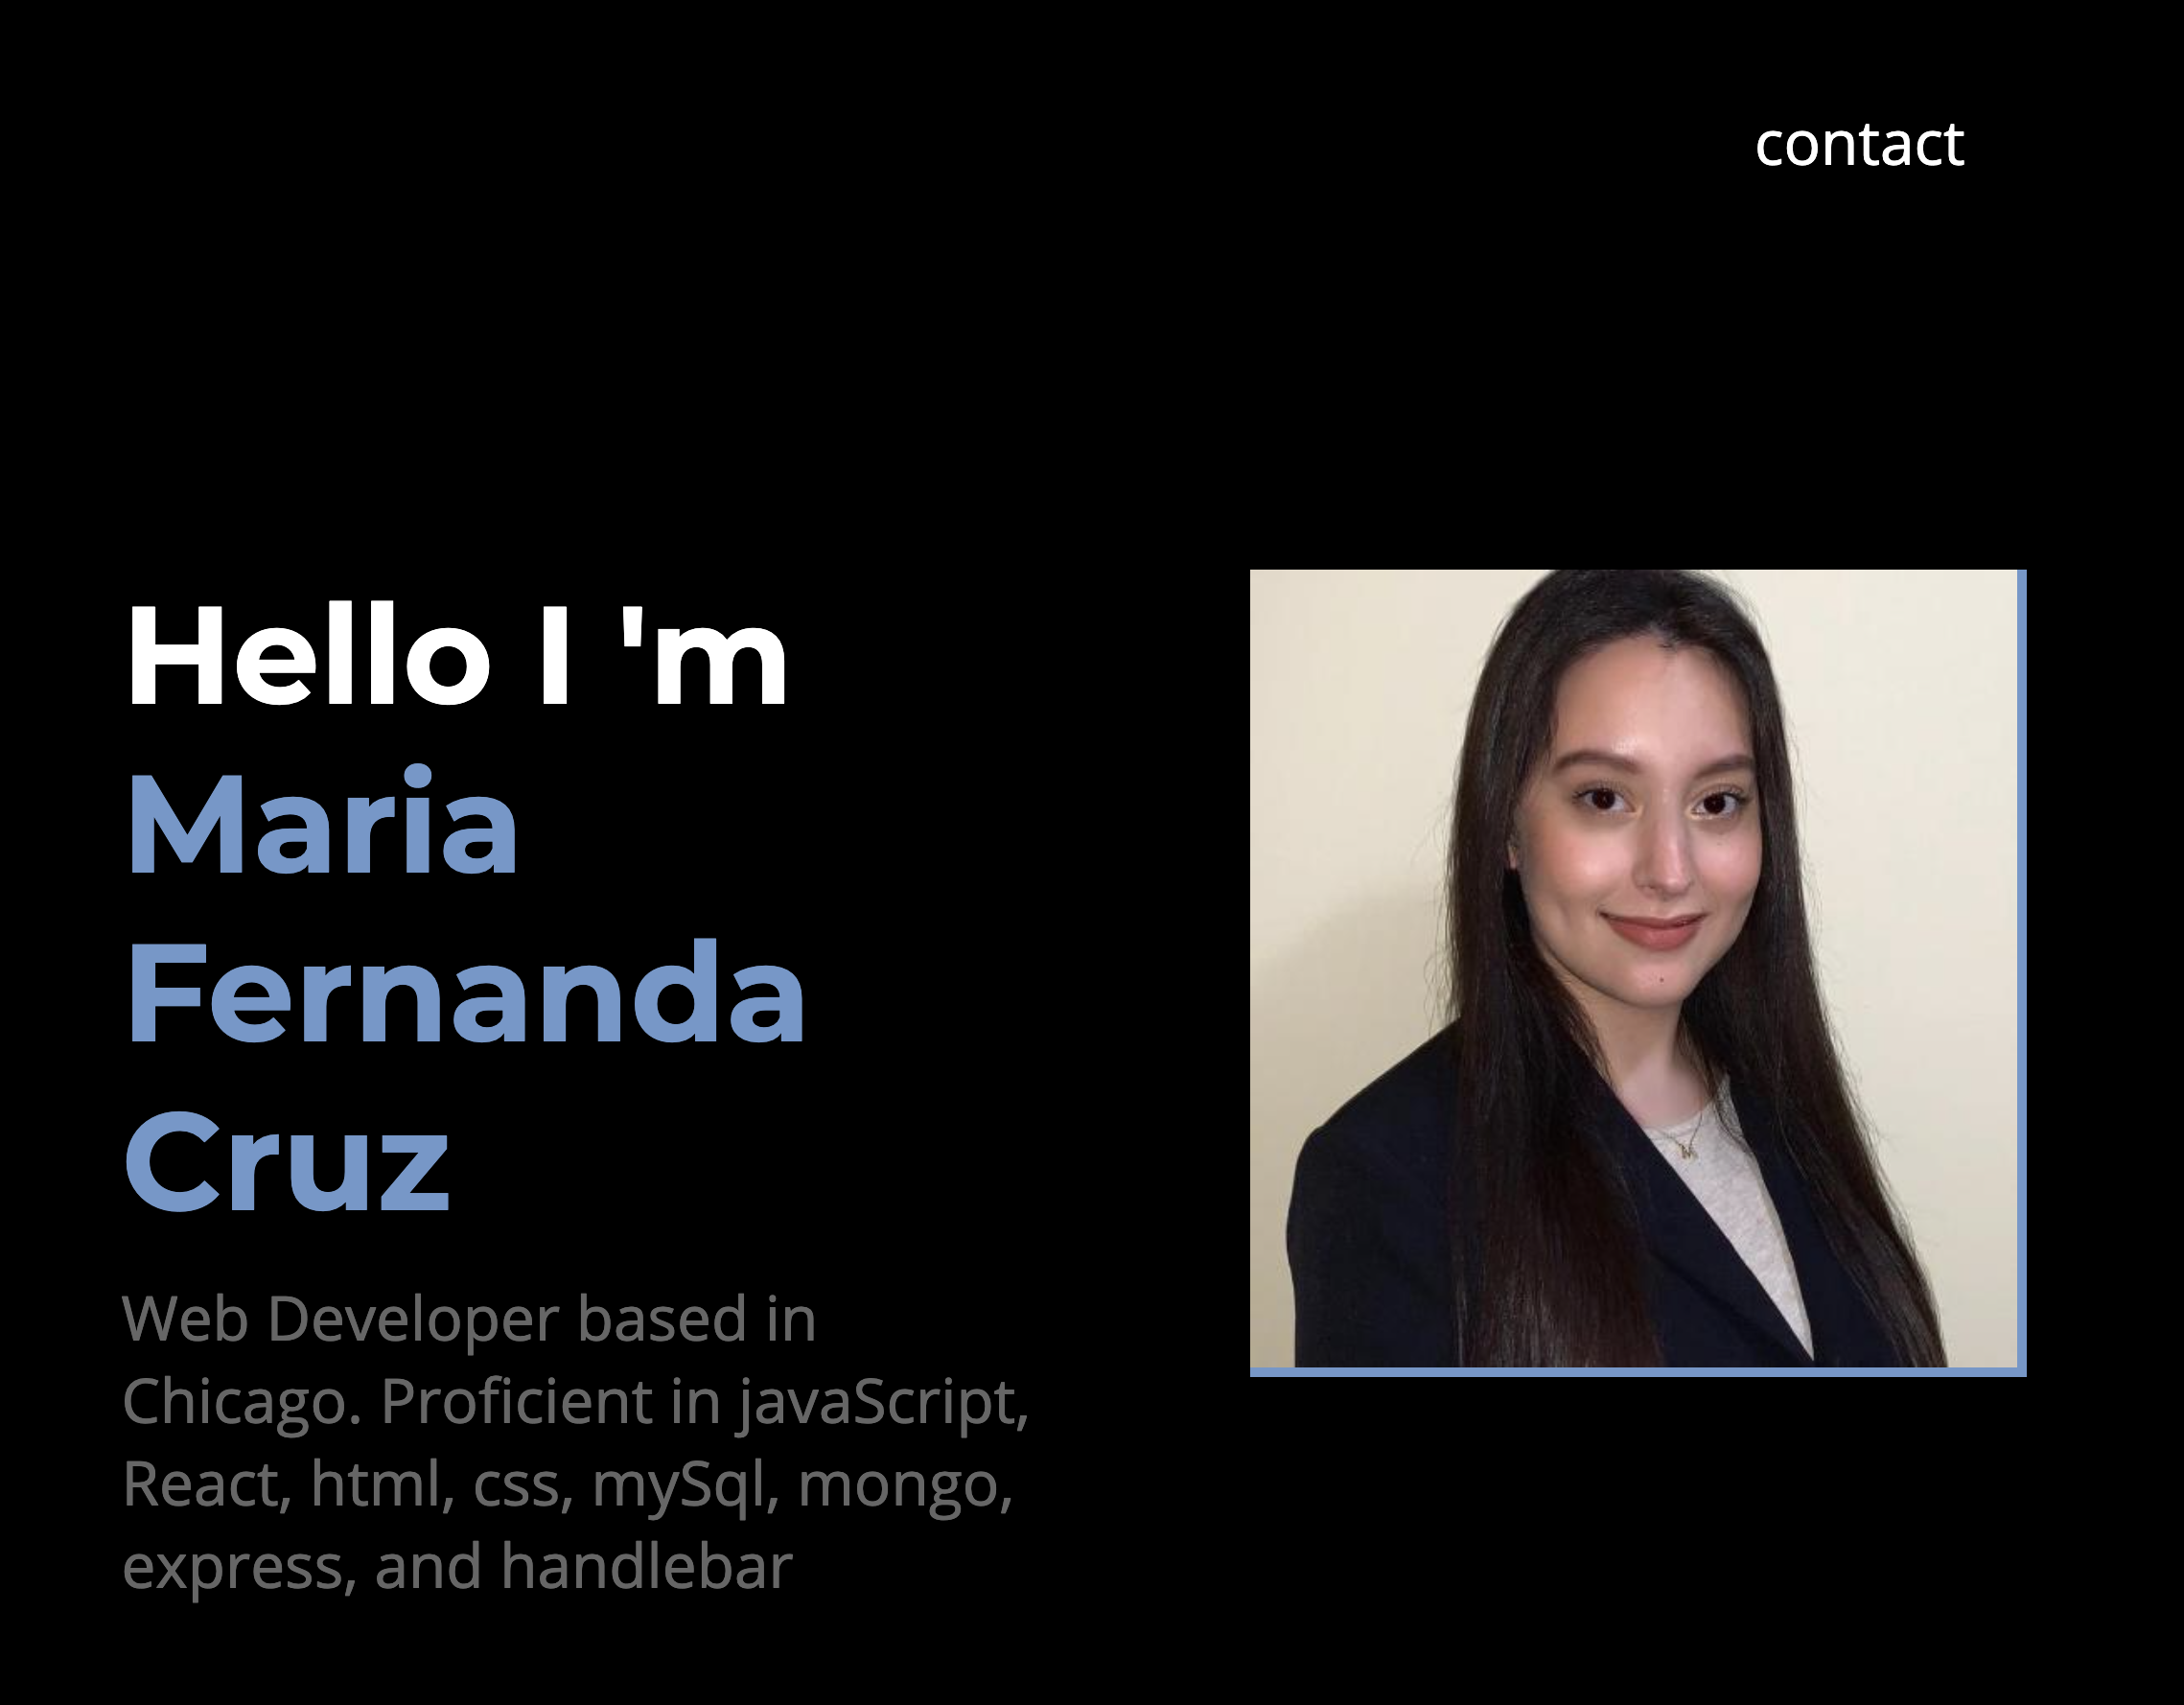 contact
Hello I 'm
Maria
Fernanda
Cruz
Web Developer based in
Chicago. Proficient in javaScript,
React, html, css, mySql, mongo,
express, and handlebar
M